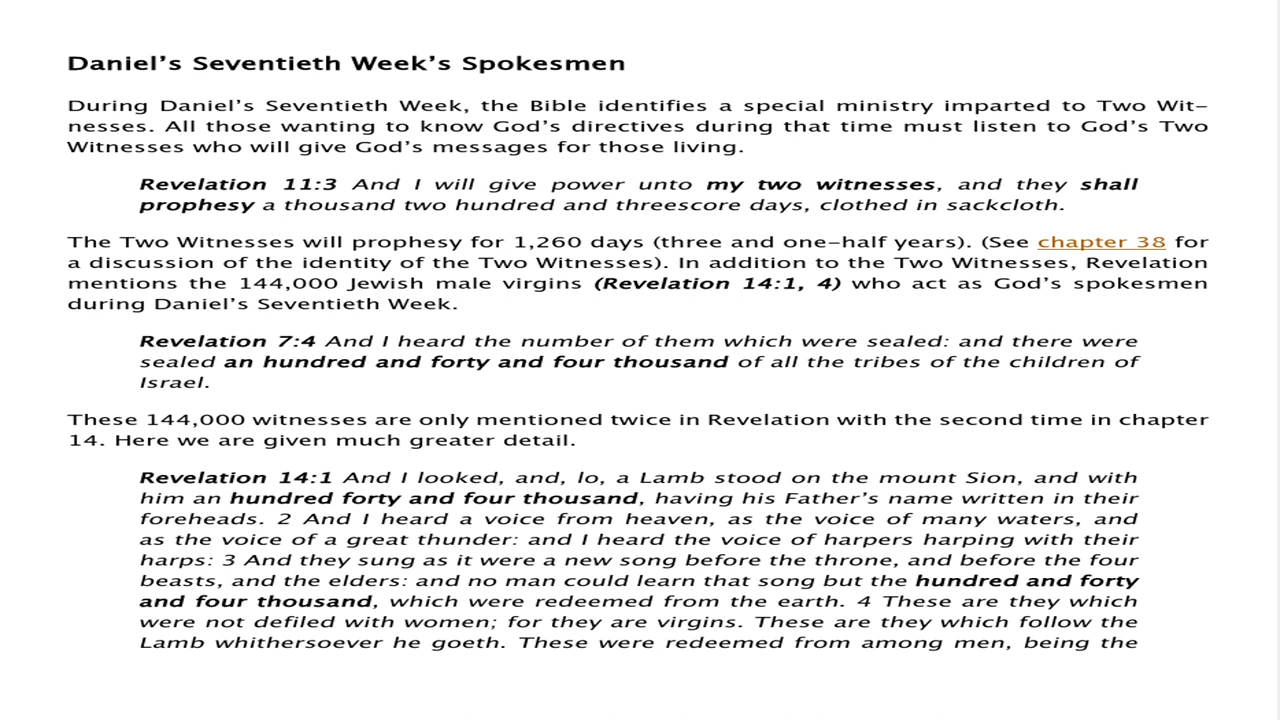 Daniel's Seventieth Week's Spokesmen
During Daniel's Seventieth Week, the Bible identifies a special ministry imparted to Two Wit-
nesses. All those wanting to know God's directives during that time must listen to God's Two
Witnesses who will give God's messages for those living.
Revelation 11:3 And I will give power unto my two witnesses, and they shall
prophesy a thousand two hundred and threescore days, clothed in sackcloth.
The Two Witnesses will prophesy for 1,260 days (three and one-half years). (See chapter 38 for
a discussion of the identity of the Two Witnesses). In addition to the Two Witnesses, Revelation
mentions the 144,000 Jewish male virgins (Revelation 14:1, 4) who act as God's spokesmen
during Daniel's Seventieth Week.
Revelation 7:4 And I heard the number of them which were sealed: and there were
sealed an hundred and forty and four thousand of all the tribes of the children of
Israel.
These 144,000 witnesses are only mentioned twice in Revelation with the second time in chapter
14. Here we are given much greater detail.
Revelation 14:1 And I looked, and, lo, a Lamb stood on the mount Sion, and with
him an hundred forty and four thousand, having his Father's name written in their
foreheads. 2 And I heard a voice from heaven, as the voice of many waters, and
as the voice of a great thunder: and I heard the voice of harpers harping with their
harps: 3 And they sung as it were a new song before the throne, and before the four
beasts, and the elders: and no man could learn that song but the hundred and forty
and four thousand, which were redeemed from the earth. 4 These are they which
were not defiled with women; for they are virgins. These are they which follow the
Lamb whithersoever he goeth. These were redeemed from among men, being the